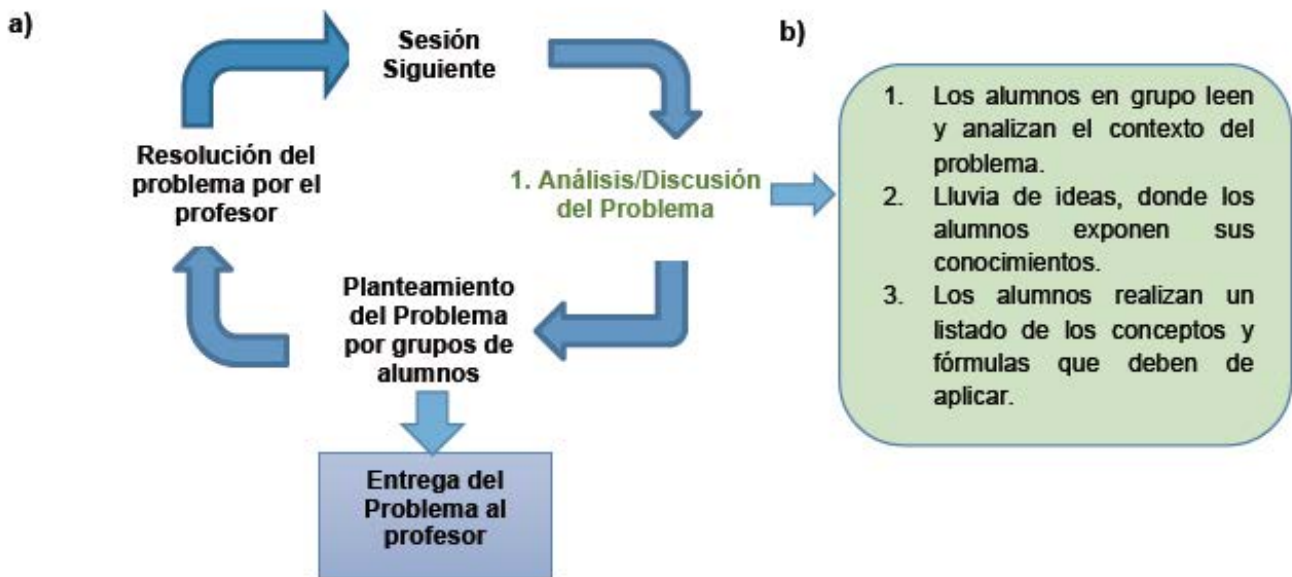 a)
Sesión
Siguiente
Resolución del
problema por el
profesor
1. Análisis/Discusión
del Problema
Planteamiento
del Problema
por grupos de
alumnos
Entrega del
Problema al
profesor
b)
1. Los alumnos en grupo leen
y analizan el contexto del
problema.
2. Lluvia de ideas, donde los
alumnos exponen sus
conocimientos.
3. Los alumnos realizan un
listado de los conceptos y
fórmulas que deben de
aplicar.